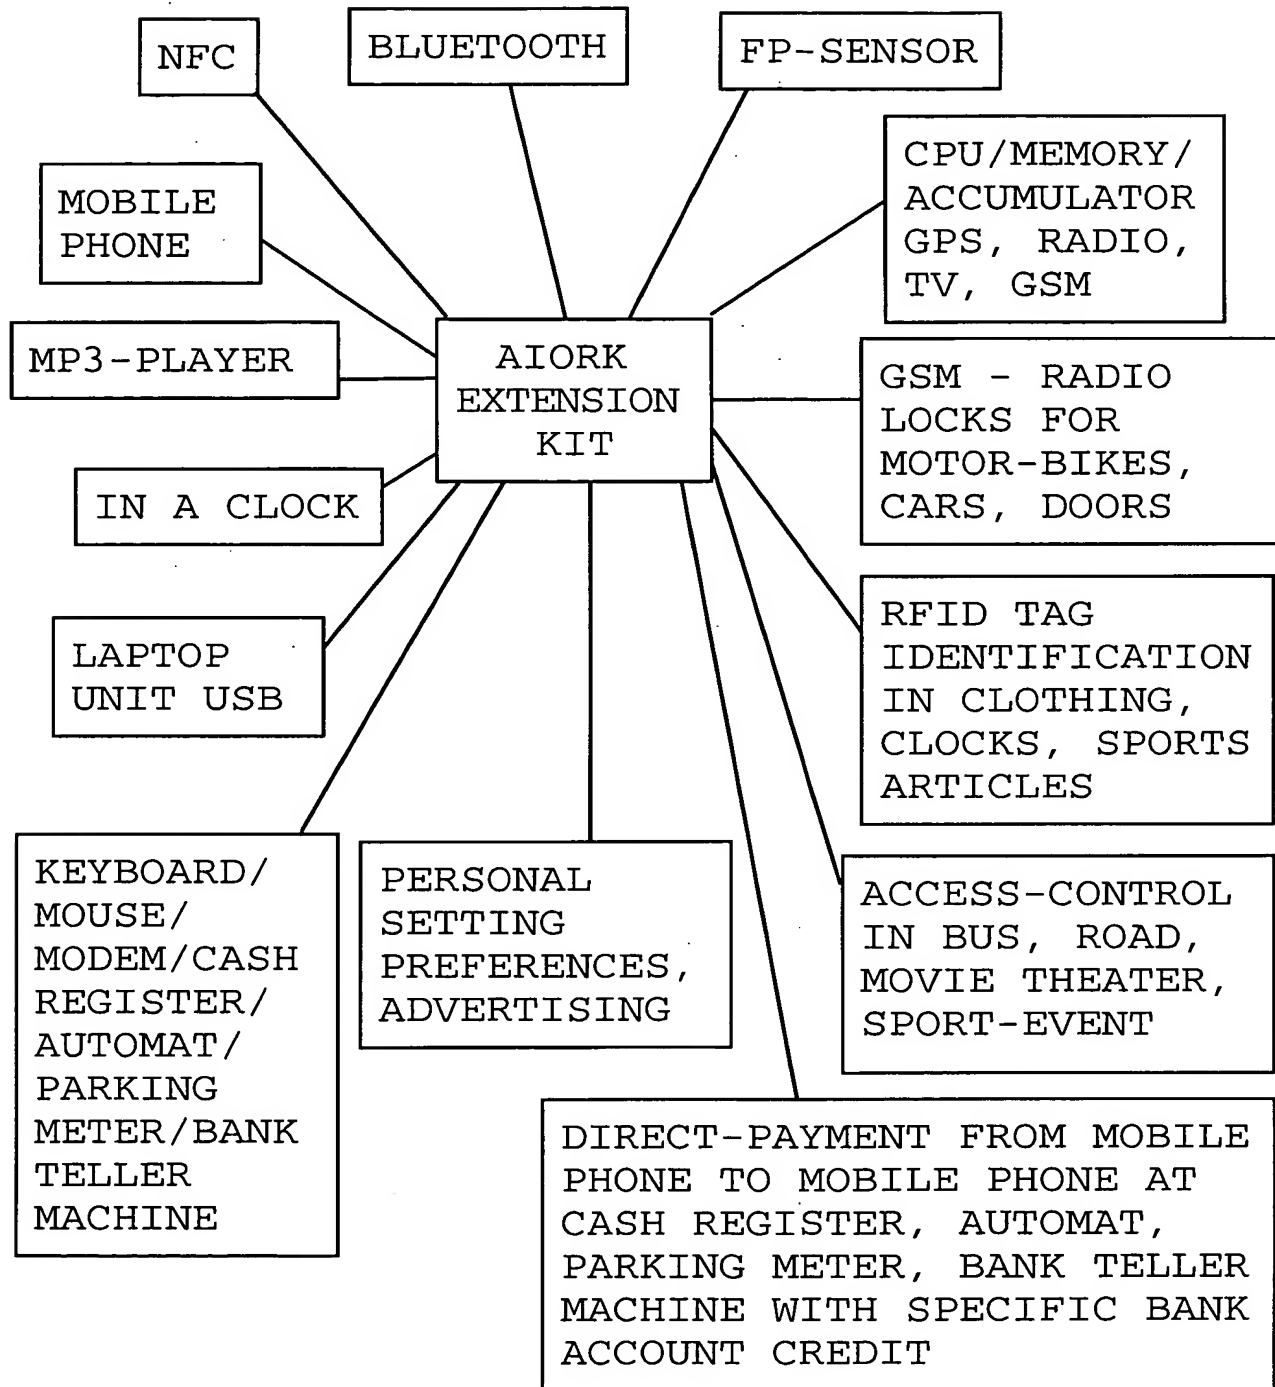 NFC
BLUETOOTH
FP-SENSOR
CPU/MEMORY/
ACCUMULATOR
GPS, RADIO,
TV, GSM
MOBILE
PHONE
MP3-PLAYER
AIORK
EXTENSION
KIT
GSM - RADIO
LOCKS FOR
MOTOR-BIKES,
CARS, DOORS
IN A CLOCK
RFID TAG
IDENTIFICATION
IN CLOTHING,
CLOCKS, SPORTS
ARTICLES
LAPTOP
UNIT USB
KEYBOARD/
MOUSE/
MODEM/CASH
REGISTER/
AUTOMAT/
PARKING
METER/BANK
TELLER
MACHINE
PERSONAL
SETTING
PREFERENCES,
ADVERTISING
ACCESS-CONTROL
IN BUS, ROAD,
MOVIE THEATER,
SPORT-EVENT
DIRECT-PAYMENT FROM MOBILE
PHONE TO MOBILE PHONE AT
CASH REGISTER, AUTOMAT,
PARKING METER, BANK TELLER
MACHINE WITH SPECIFIC BANK
ACCOUNT CREDIT